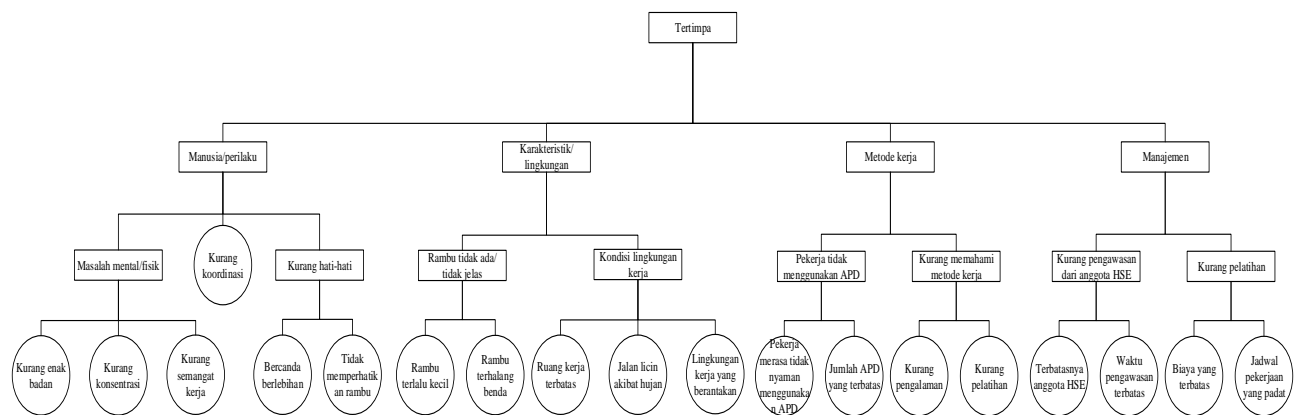 Tertimpa
Manusia/perilaku
Karakteristik/
lingkungan
Metode kerja
Manajemen
Masalah mental/fisik
Kurang
koordinasi
Kurang hati-hati
Rambu tidak ada/
tidak jelas
Kondisi lingkungan
kerja
Pekerja tidak
menggunakan APD
Kurang memahami
metode kerja
Kurang pengawasan
dari anggota HSE
Kurang pelatihan
Kurang enak
badan
Kurang
konsentrasi
Kurang
semangat
kerja
Bercanda
berlebihan
Tidak
memperhatik
an rambu
Rambu
terlalu kecil
Rambu
terhalang
benda
Ruang kerja
terbatas
Jalan licin
akibat hujan
Lingkungan
kerja yang
berantakan
Pekerja
merasa tidak
nyaman
menggunaka
n APD
Jumlah APD
yang terbatas
Kurang
pengalaman
Kurang
pelatihan
Terbatasnya
anggota HSE
Waktu
pengawasan
terbatas
Biaya yang
terbatas
Jadwal
pekerjaan
yang padat